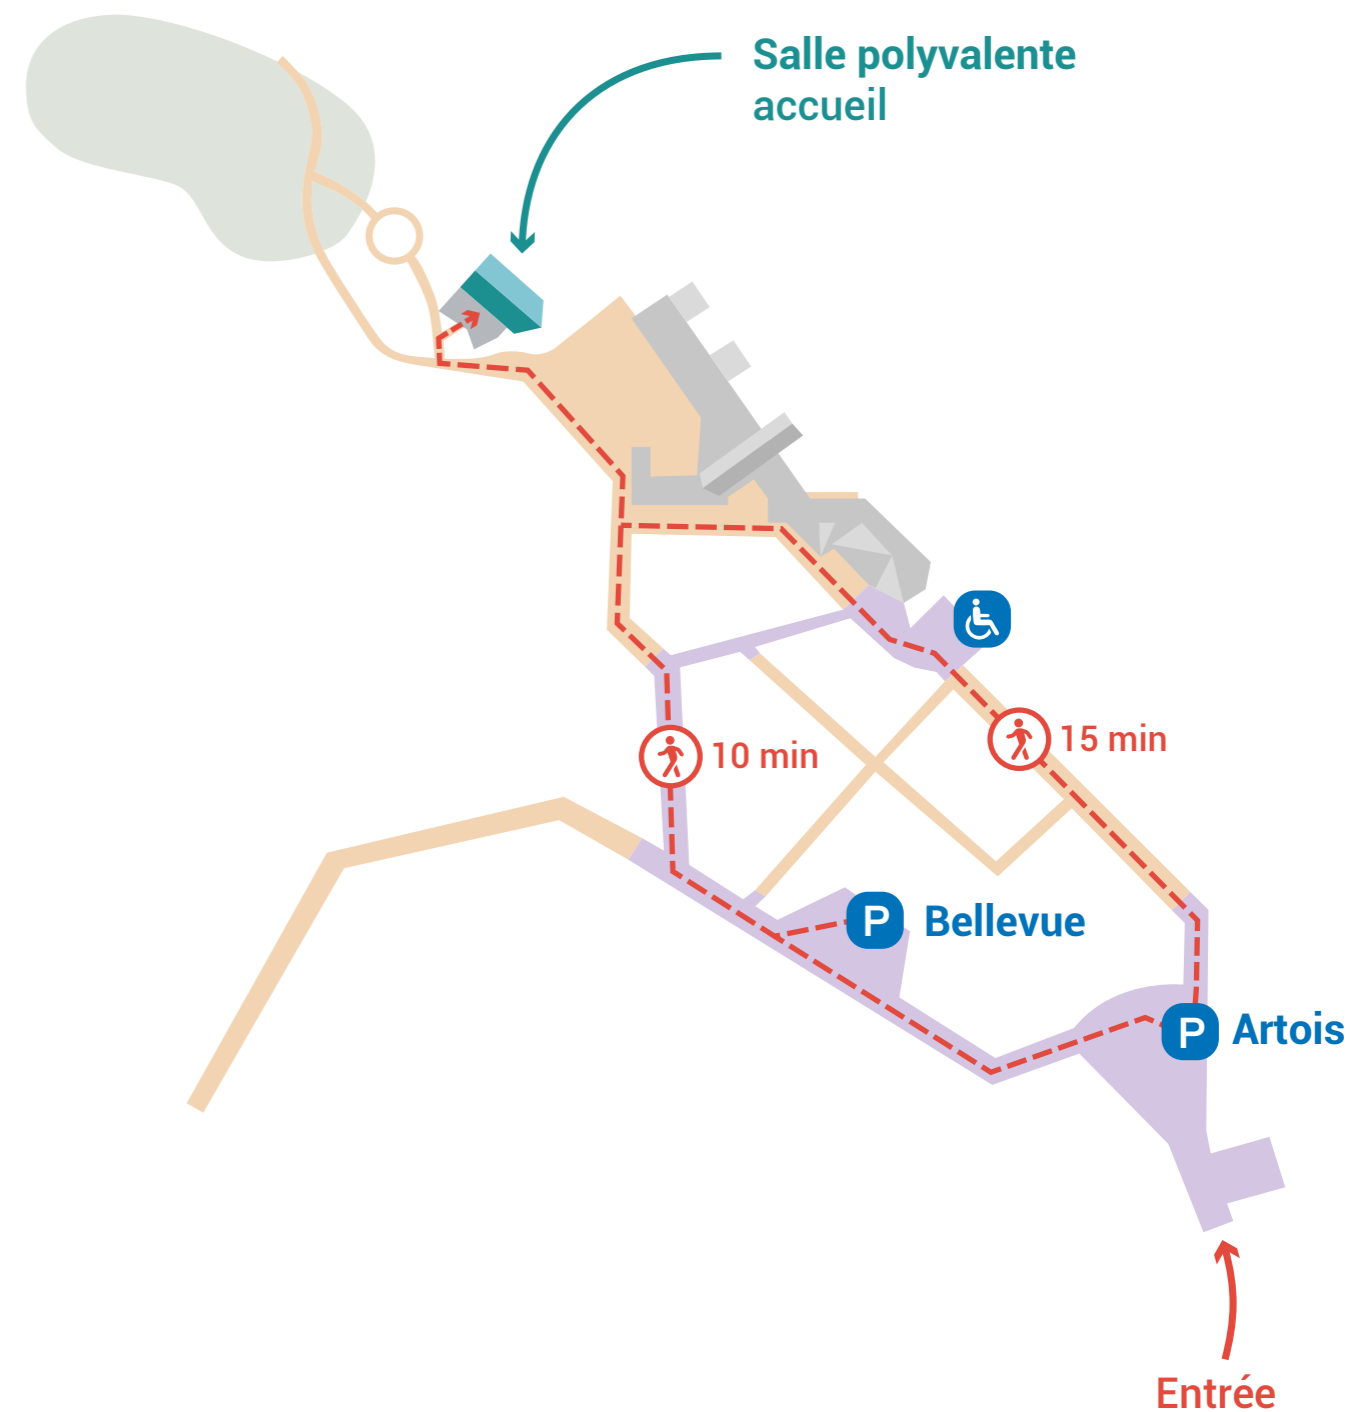 Salle polyvalente
accueil
15 min
10 min
P Bellevue
P Artois
Entrée